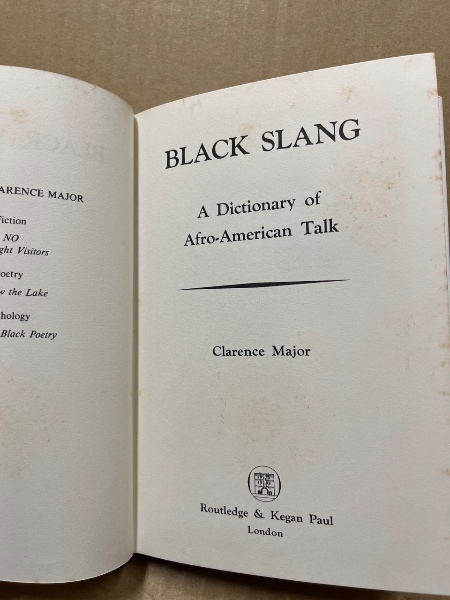 ARENCE MAJOR
iction
NO
ght Visitors
oetry
w the Lake
hology
Black Poetry
BLACK SLANG
A Dictionary of
Afro-American Talk
Clarence Major
Routledge & Kegan Paul
London